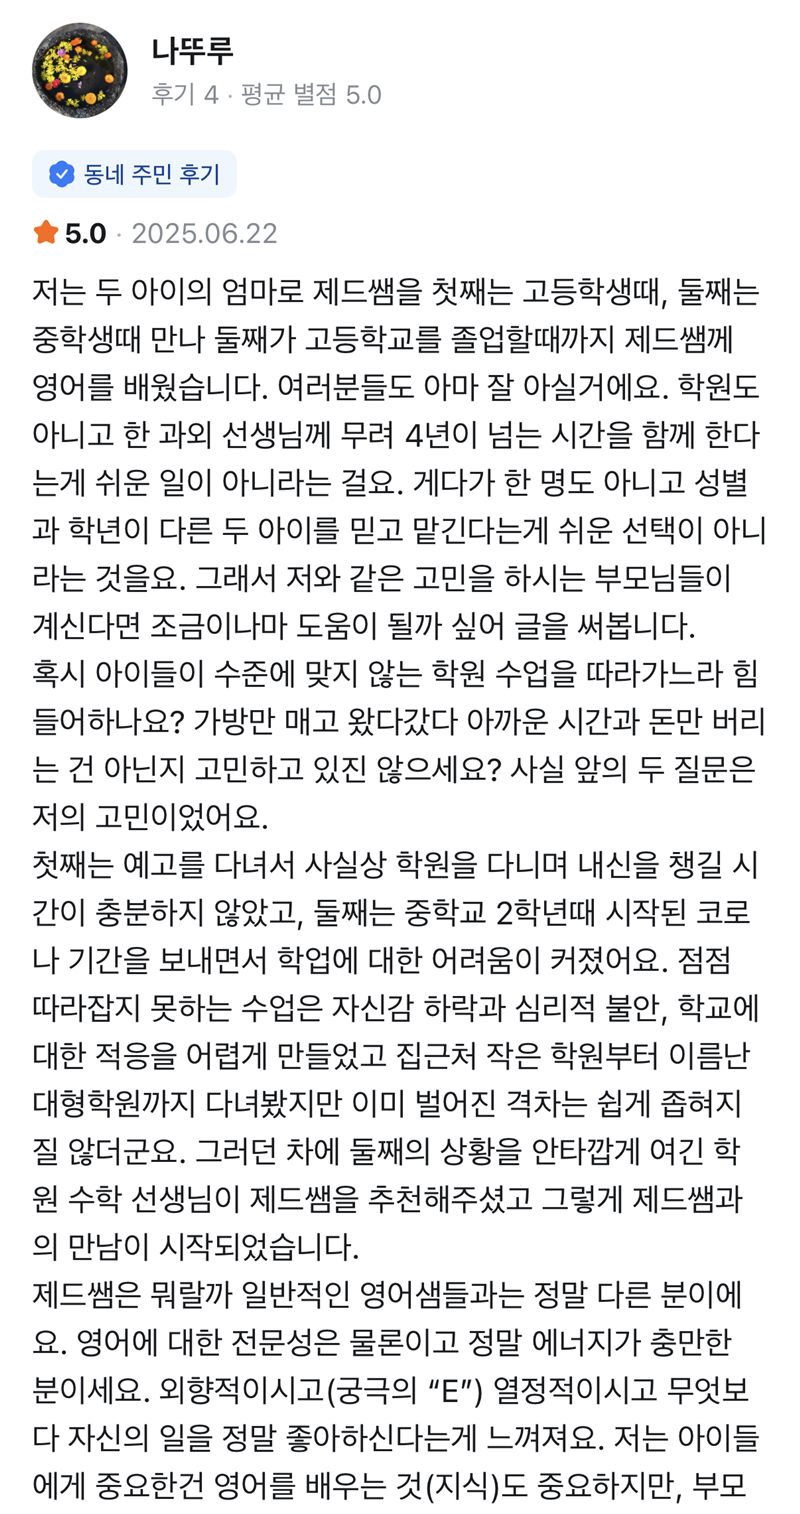 나뚜루
후기 4 · 평균 별점 5.0
동네 주민 후기
5.0 · 2025.06.22
저는 두 아이의 엄마로 제드쌤을 첫째는 고등학생때, 둘째는
중학생때 만나 둘째가 고등학교를 졸업할때까지 제드쌤께
영어를 배웠습니다. 여러분들도 아마 잘 아실거에요. 학원도
아니고 한 과외 선생님께 무려 4년이 넘는 시간을 함께 한다
는게 쉬운 일이 아니라는 걸요. 게다가 한 명도 아니고 성별
과 학년이 다른 두 아이를 믿고 맡긴다는게 쉬운 선택이 아니
라는 것을요. 그래서 저와 같은 고민을 하시는 부모님들이
계신다면 조금이나마 도움이 될까 싶어 글을 써봅니다.
혹시 아이들이 수준에 맞지 않는 학원 수업을 따라가느라 힘
들어하나요? 가방만 매고 왔다갔다 아까운 시간과 돈만 버리
는 건 아닌지 고민하고 있진 않으세요? 사실 앞의 두 질문은
저의 고민이었어요.
첫째는 예고를 다녀서 사실상 학원을 다니며 내신을 챙길 시
간이 충분하지 않았고, 둘째는 중학교 2학년때 시작된 코로
나 기간을 보내면서 학업에 대한 어려움이 커졌어요. 점점
따라잡지 못하는 수업은 자신감 하락과 심리적 불안, 학교에
대한 적응을 어렵게 만들었고 집근처 작은 학원부터 이름난
대형학원까지 다녀봤지만 이미 벌어진 격차는 쉽게 좁혀지
질 않더군요. 그러던 차에 둘째의 상황을 안타깝게 여긴 학
원 수학 선생님이 제드쌤을 추천해주셨고 그렇게 제드쌤과
의 만남이 시작되었습니다.
제드쌤은 뭐랄까 일반적인 영어샘들과는 정말 다른 분이에
요. 영어에 대한 전문성은 물론이고 정말 에너지가 충만한
분이세요. 외향적이시고(궁극의 “E”) 열정적이시고 무엇보
다 자신의 일을 정말 좋아하신다는게 느껴져요. 저는 아이들
에게 중요한건 영어를 배우는 것(지식)도 중요하지만, 부모